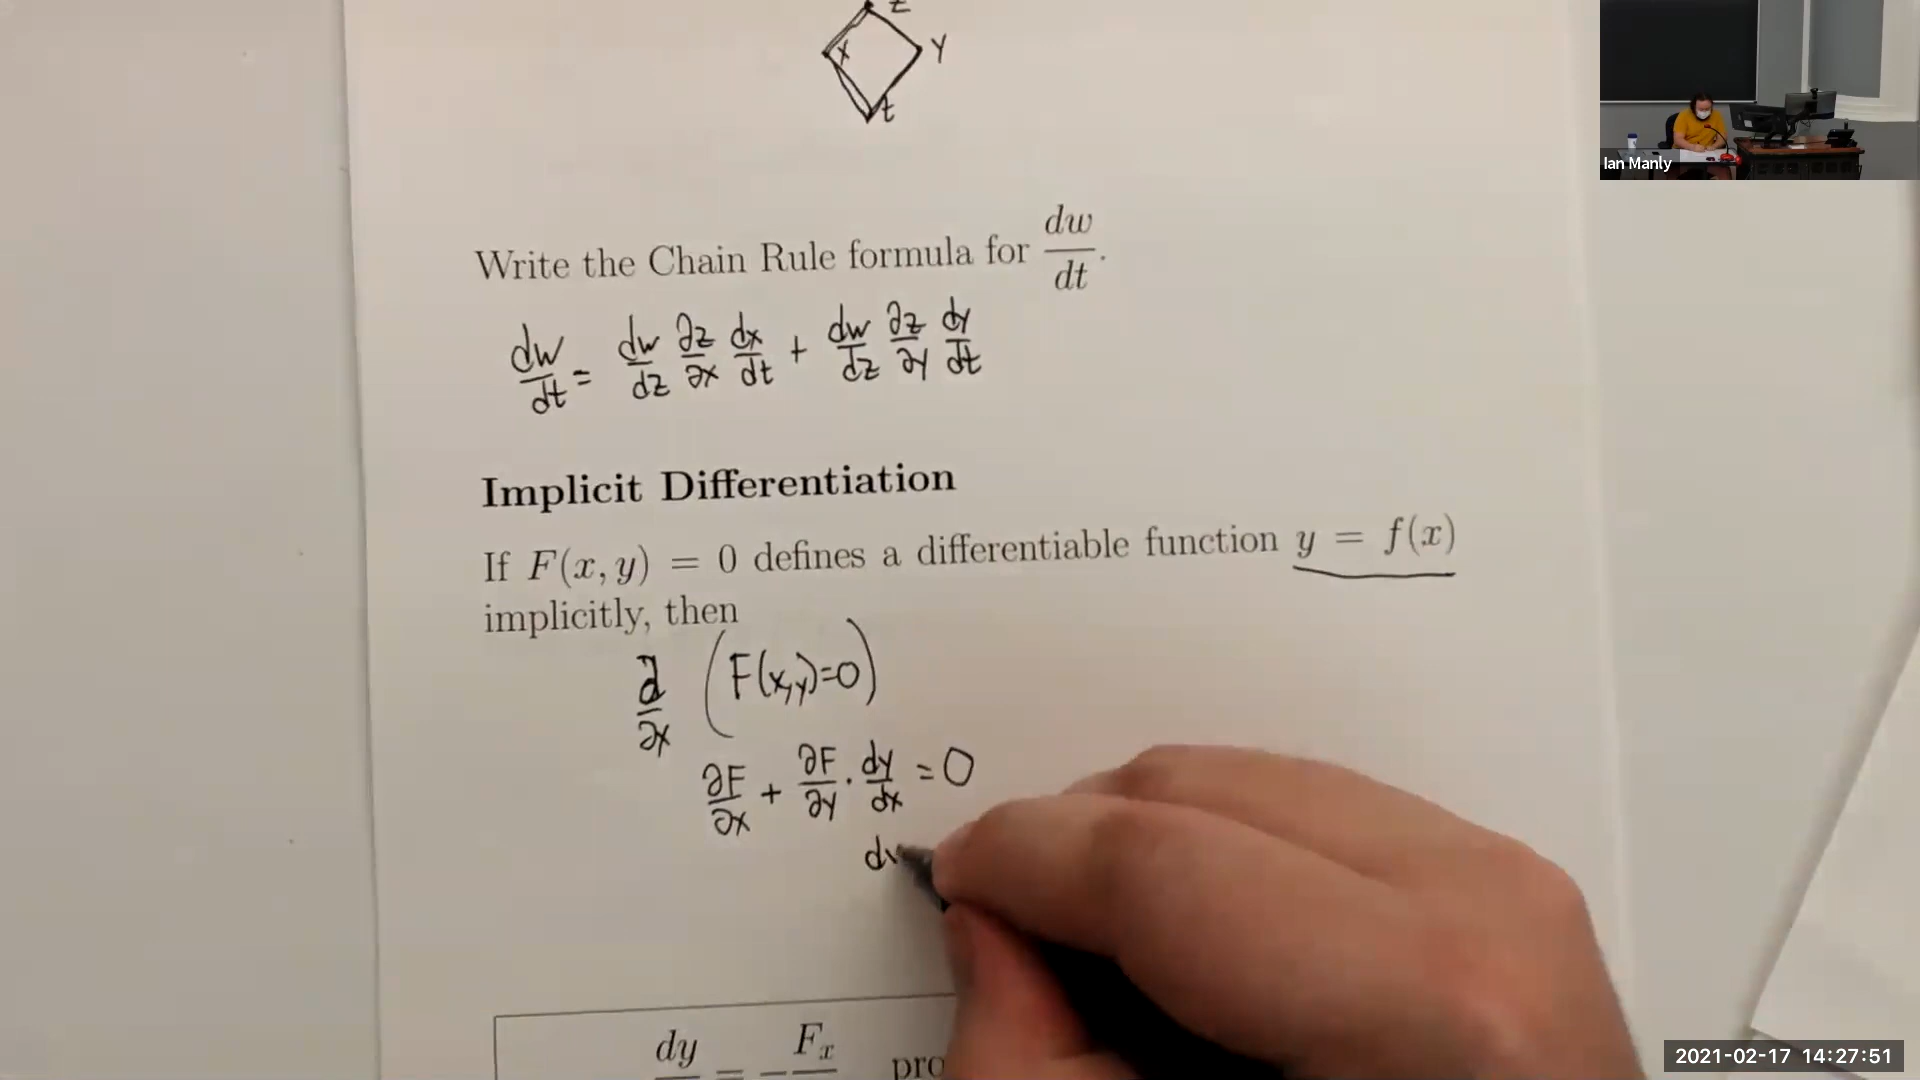 z
x y
t
Ian Manly
Write the Chain Rule formula for dw/dt.
dw/dt = dw/dz ∂z/∂x dx/dt + dw/dz ∂z/∂y dy/dt
Implicit Differentiation
If F(x, y) = 0 defines a differentiable function y = f(x)
implicitly, then
∂/∂x (F(x,y)=0)
∂F/∂x + ∂F/∂y · dy/dx = 0
dy
= − F_x
2021-02-17 14:27:51